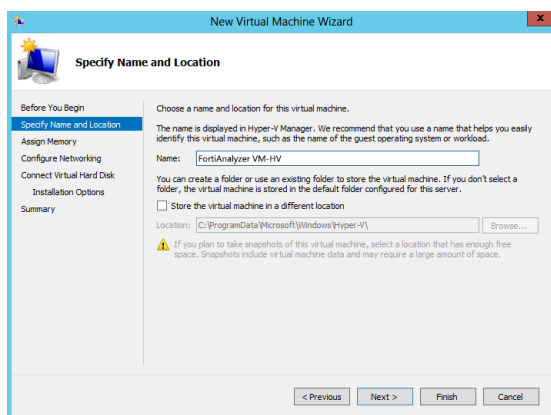 New Virtual Machine Wizard
x
Specify Name and Location
Before You Begin
Specify Name and Location
Assign Memory
Configure Networking
Connect Virtual Hard Disk
Installation Options
Summary
Choose a name and location for this virtual machine.
The name is displayed in Hyper-V Manager. We recommend that you use a name that helps you easily
identify this virtual machine, such as the name of the guest operating system or workload.
Name: FortiAnalyzer VM-HV
You can create a folder or use an existing folder to store the virtual machine. If you don't select a
folder, the virtual machine is stored in the default folder configured for this server.
Store the virtual machine in a different location
Location: C:\ProgramData\Microsoft\Windows\Hyper-V\ Browse...
If you plan to take snapshots of this virtual machine, select a location that has enough free
space. Snapshots include virtual machine data and may require a large amount of space.
< Previous Next > Finish Cancel